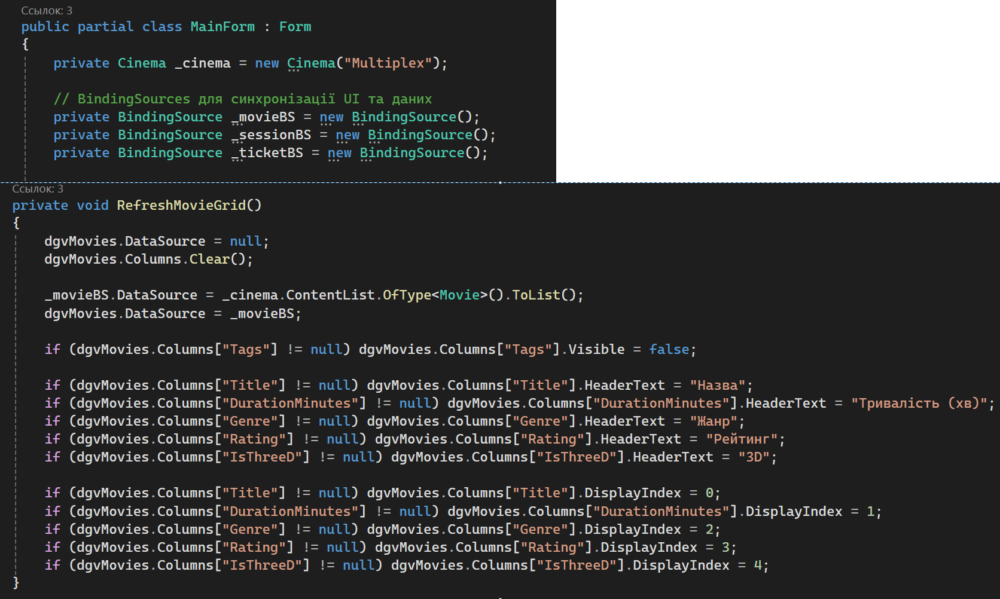 Ссылок: 3
public partial class MainForm : Form
{
private Cinema _cinema = new Cinema("Multiplex");
// BindingSources для синхронізації UI та даних
private BindingSource _movieBS = new BindingSource();
private BindingSource _sessionBS = new BindingSource();
private BindingSource _ticketBS = new BindingSource();
Ссылок: 3
private void RefreshMovieGrid()
{
dgvMovies.DataSource = null;
dgvMovies.Columns.Clear();
_movieBS.DataSource = _cinema.ContentList.OfType<Movie>().ToList();
dgvMovies.DataSource = _movieBS;
if (dgvMovies.Columns["Tags"] != null) dgvMovies.Columns["Tags"].Visible = false;
if (dgvMovies.Columns["Title"] != null) dgvMovies.Columns["Title"].HeaderText = "Назва";
if (dgvMovies.Columns["DurationMinutes"] != null) dgvMovies.Columns["DurationMinutes"].HeaderText = "Тривалість (хв)";
if (dgvMovies.Columns["Genre"] != null) dgvMovies.Columns["Genre"].HeaderText = "Жанр";
if (dgvMovies.Columns["Rating"] != null) dgvMovies.Columns["Rating"].HeaderText = "Рейтинг";
if (dgvMovies.Columns["IsThreeD"] != null) dgvMovies.Columns["IsThreeD"].HeaderText = "3D";
if (dgvMovies.Columns["Title"] != null) dgvMovies.Columns["Title"].DisplayIndex = 0;
if (dgvMovies.Columns["DurationMinutes"] != null) dgvMovies.Columns["DurationMinutes"].DisplayIndex = 1;
if (dgvMovies.Columns["Genre"] != null) dgvMovies.Columns["Genre"].DisplayIndex = 2;
if (dgvMovies.Columns["Rating"] != null) dgvMovies.Columns["Rating"].DisplayIndex = 3;
if (dgvMovies.Columns["IsThreeD"] != null) dgvMovies.Columns["IsThreeD"].DisplayIndex = 4;
}